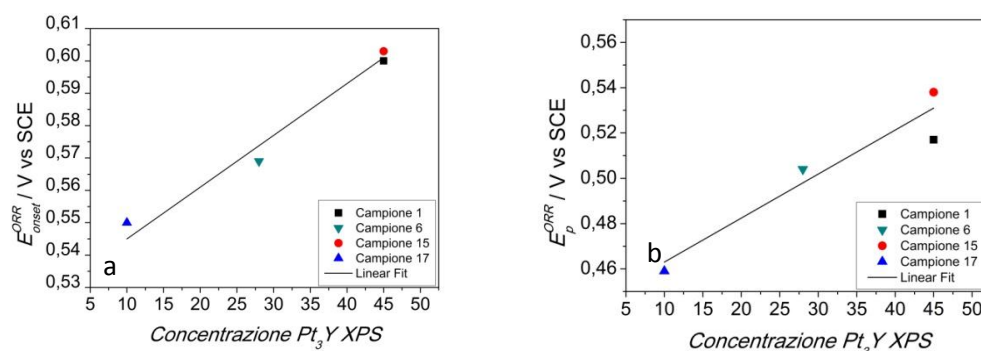 0,61
0,60
0,59
0,58
0,57
0,56
0,55
0,54
0,53
E ORR onset / V vs SCE
a
Campione 1
Campione 6
Campione 15
Campione 17
Linear Fit
5 10 15 20 25 30 35 40 45 50
Concentrazione Pt3Y XPS
0,56
0,54
0,52
0,50
0,48
0,46
E ORR p / V vs SCE
b
Campione 1
Campione 6
Campione 15
Campione 17
Linear Fit
5 10 15 20 25 30 35 40 45 50
Concentrazione Pt3Y XPS